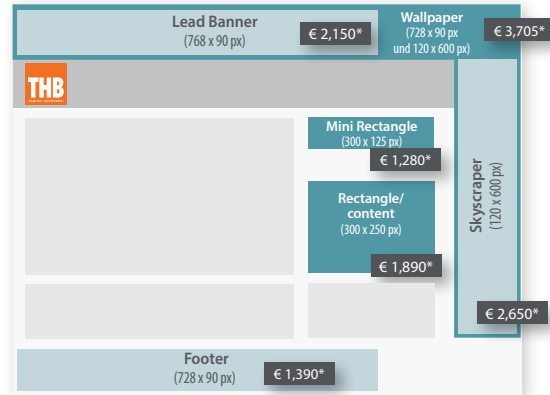 Lead Banner
(768 x 90 px)
€ 2,150*
Wallpaper
(728 x 90 px
und 120 x 600 px)
€ 3,705*
THB
Mini Rectangle
(300 x 125 px)
€ 1,280*
Rectangle/
content
(300 x 250 px)
€ 1,890*
Skyscraper
(120 x 600 px)
€ 2,650*
Footer
(728 x 90 px)
€ 1,390*